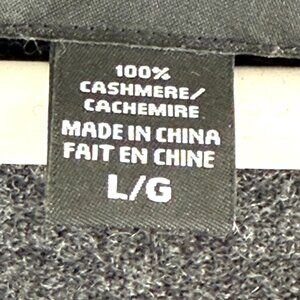 100%
CASHMERE/
CACHEMIRE
MADE IN CHINA
FAIT EN CHINE
L/G